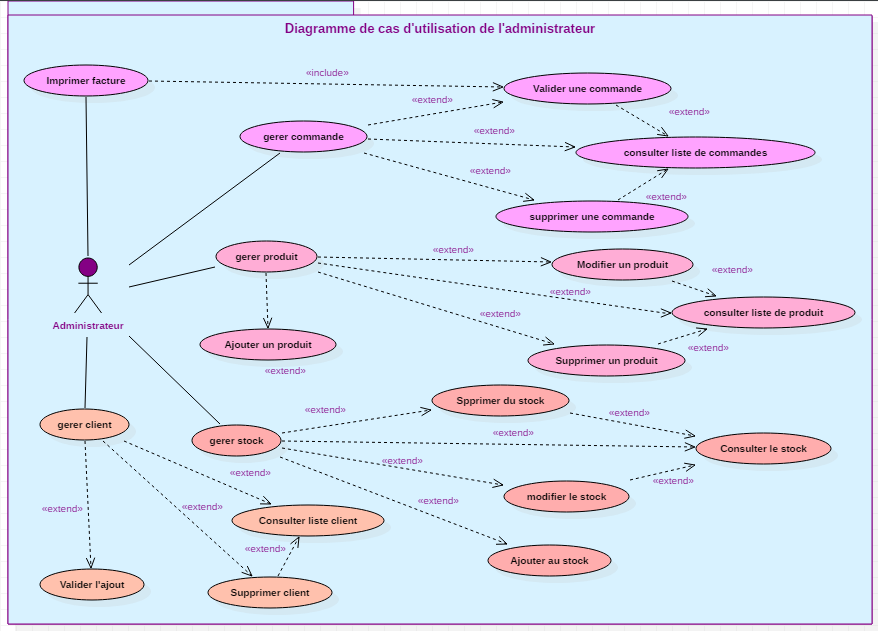 Diagramme de cas d'utilisation de l'administrateur
Imprimer facture
«include»
Valider une commande
«extend»
«extend»
gerer commande
«extend»
consulter liste de commandes
«extend»
«extend»
supprimer une commande
gerer produit
«extend»
Modifier un produit
«extend»
«extend»
consulter liste de produit
«extend»
Administrateur
Ajouter un produit
«extend»
«extend»
Supprimer un produit
Spprimer du stock
«extend»
«extend»
gerer client
gerer stock
«extend»
Consulter le stock
«extend»
«extend»
«extend»
modifier le stock
«extend»
«extend»
«extend»
Consulter liste client
«extend»
Ajouter au stock
Valider l'ajout
Supprimer client